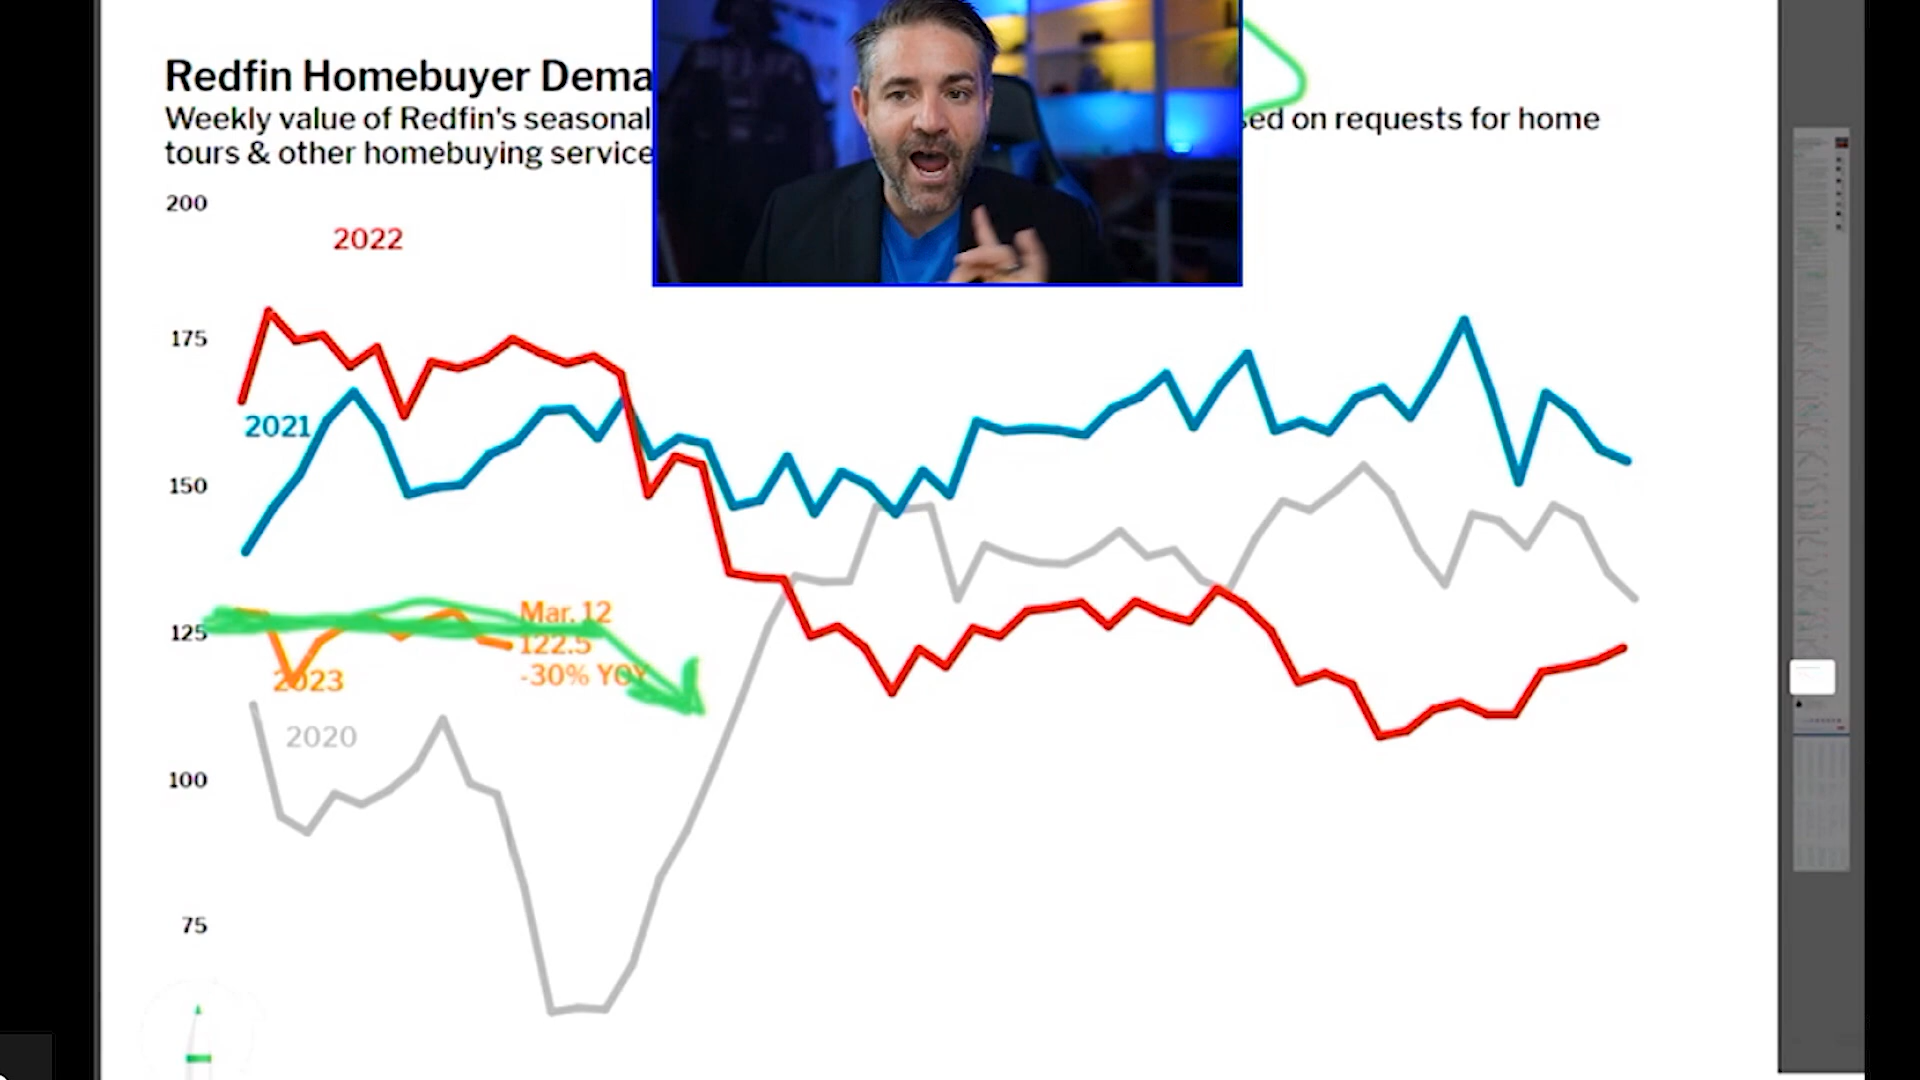 Redfin Homebuyer Dema
Weekly value of Redfin's seasonal
sed on requests for home
tours & other homebuying service
200
2022
175
2021
150
Mar. 12
125
122.5
-30% YOY
2023
2020
100
75